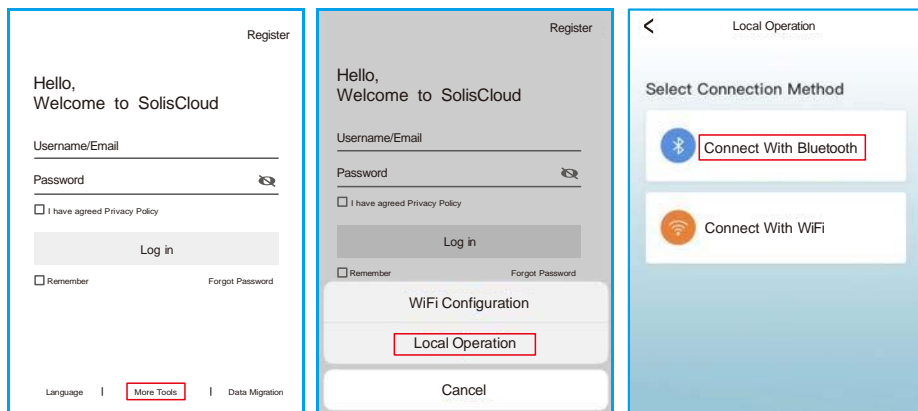 Register
Hello,
Welcome to SolisCloud
Username/Email
Password
I have agreed Privacy Policy
Log in
Remember Forgot Password
Language | More Tools | Data Migration
Register
Hello,
Welcome to SolisCloud
Username/Email
Password
I have agreed Privacy Policy
Log in
Remember Forgot Password
WiFi Configuration
Local Operation
Cancel
Local Operation
Select Connection Method
Connect With Bluetooth
Connect With WiFi